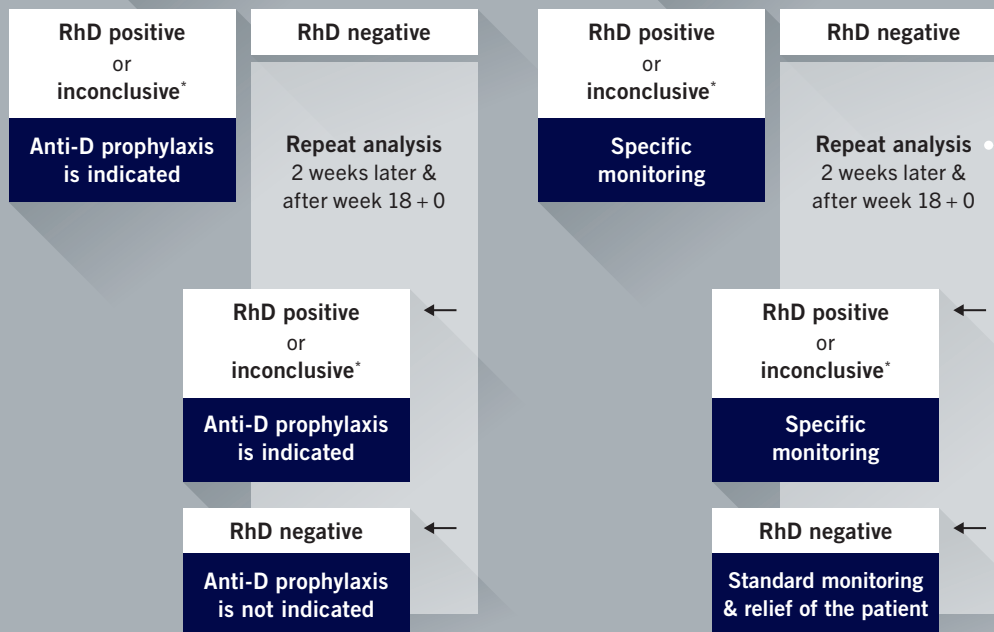 RhD positive
or
inconclusive*
Anti-D prophylaxis
is indicated
RhD negative
Repeat analysis
2 weeks later &
after week 18 + 0
RhD positive
or
inconclusive*
Anti-D prophylaxis
is indicated
RhD negative
Anti-D prophylaxis
is not indicated
RhD positive
or
inconclusive*
Specific
monitoring
RhD negative
Repeat analysis
2 weeks later &
after week 18 + 0
RhD positive
or
inconclusive*
Specific
monitoring
RhD negative
Standard monitoring
& relief of the patient